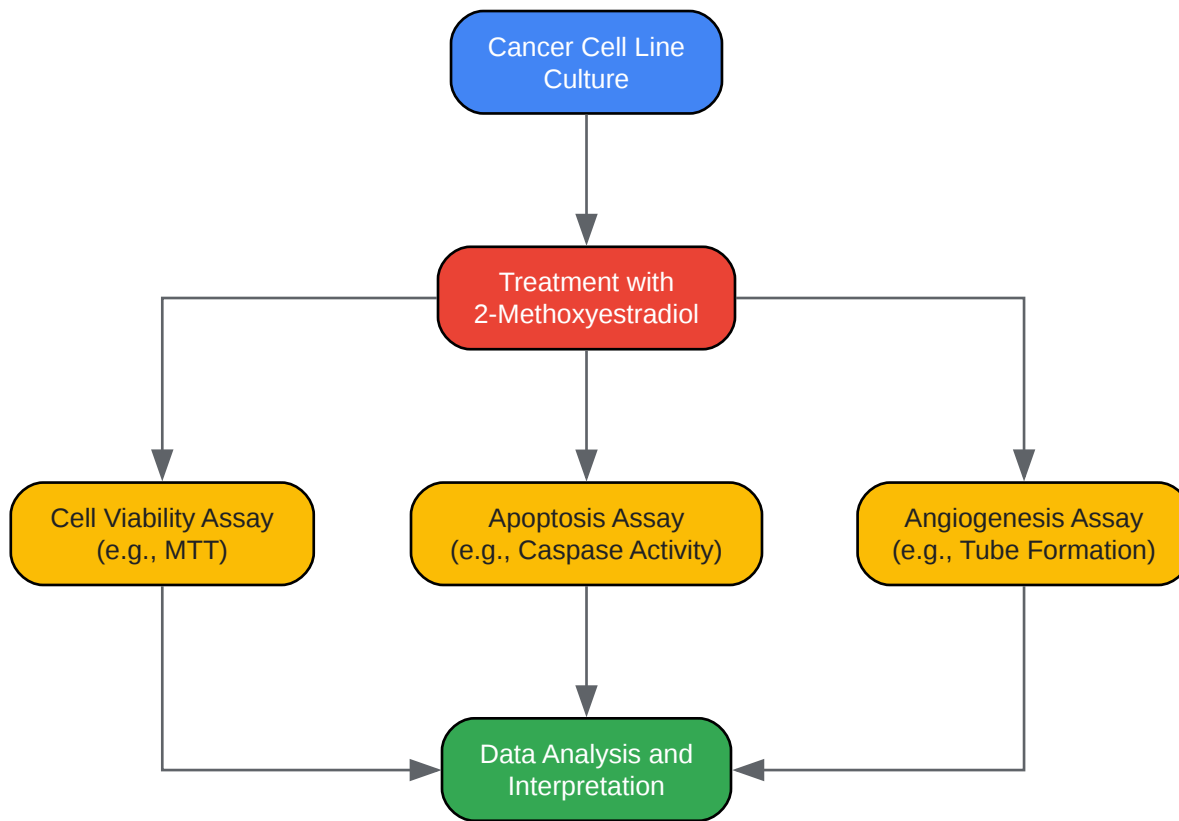 Cancer Cell Line
Culture
Treatment with
2-Methoxyestradiol
Cell Viability Assay
(e.g., MTT)
Apoptosis Assay
(e.g., Caspase Activity)
Angiogenesis Assay
(e.g., Tube Formation)
Data Analysis and
Interpretation